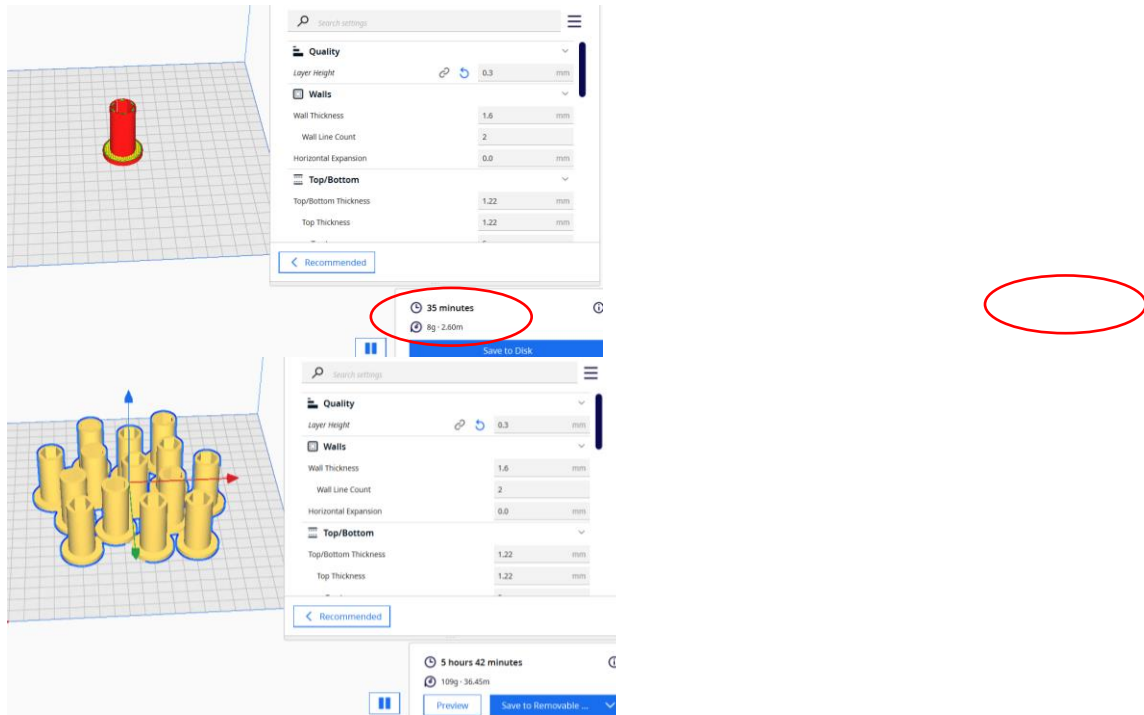 Search settings
Quality
Layer Height 0.3 mm
Walls
Wall Thickness 1.6 mm
Wall Line Count 2
Horizontal Expansion 0.0 mm
Top/Bottom
Top/Bottom Thickness 1.22 mm
Top Thickness 1.22 mm
Recommended
35 minutes
8g · 2.60m
Save to Disk
Search settings
Quality
Layer Height 0.3 mm
Walls
Wall Thickness 1.6 mm
Wall Line Count 2
Horizontal Expansion 0.0 mm
Top/Bottom
Top/Bottom Thickness 1.22 mm
Top Thickness 1.22 mm
Recommended
5 hours 42 minutes
109g · 36.45m
Preview Save to Removable ...